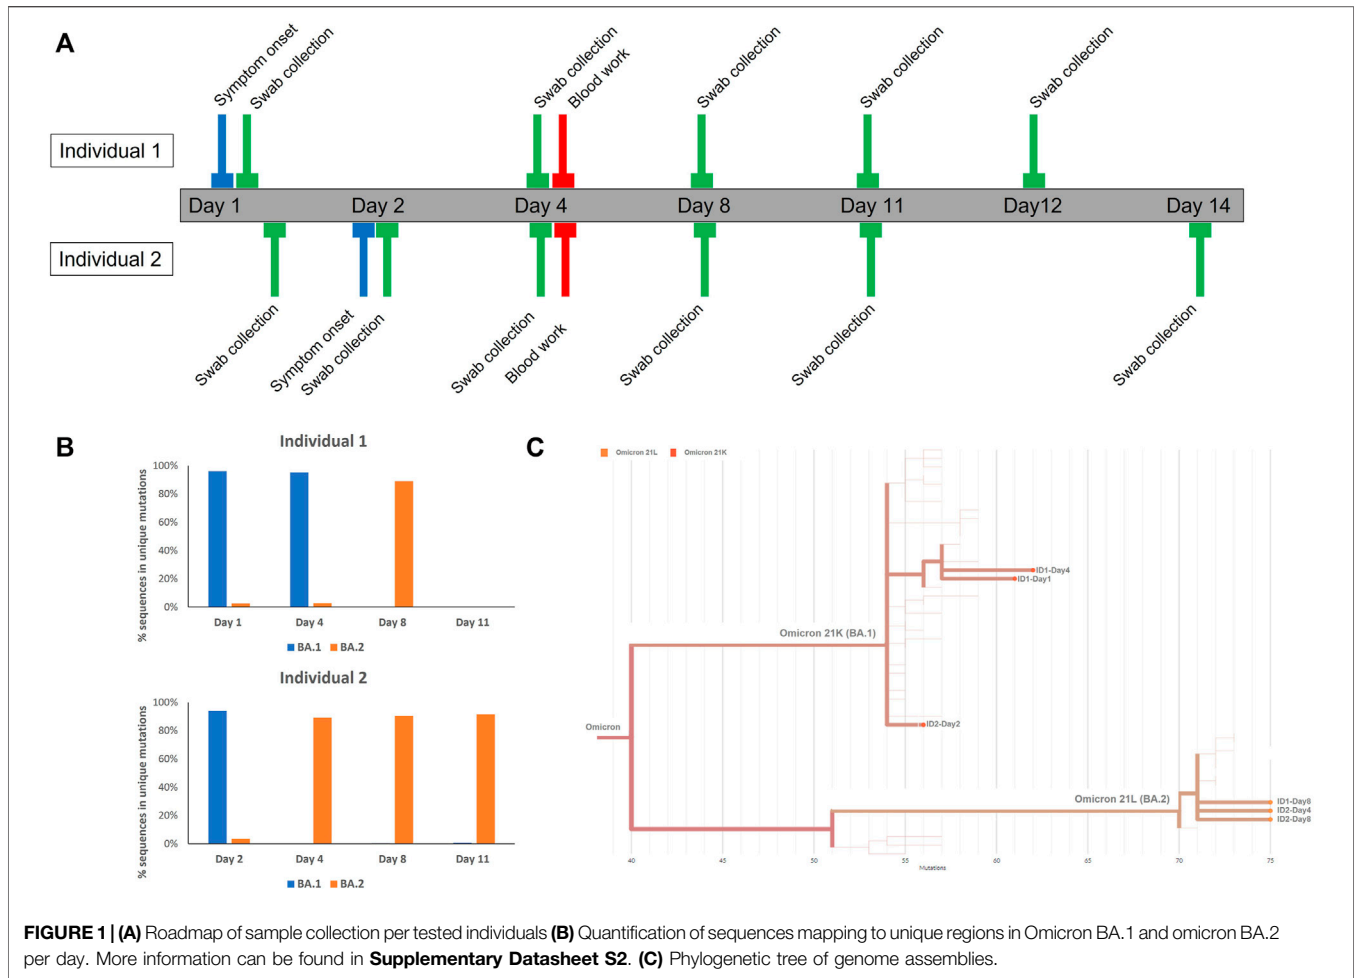 A
Symptom onset
Swab collection
Swab collection
Blood work
Swab collection
Swab collection
Swab collection
Individual 1
Day 1
Day 2
Day 4
Day 8
Day 11
Day12
Day 14
Individual 2
Swab collection
Symptom onset
Swab collection
Swab collection
Blood work
Swab collection
Swab collection
Swab collection
B
Individual 1
% sequences in unique mutations
100%
80%
60%
40%
20%
0%
Day 1
Day 4
Day 8
Day 11
BA.1
BA.2
Individual 2
% sequences in unique mutations
100%
80%
60%
40%
20%
0%
Day 2
Day 4
Day 8
Day 11
BA.1
BA.2
C
Omicron 21L
Omicron 21K
ID1-Day4
ID1-Day1
Omicron 21K (BA.1)
ID2-Day2
Omicron
Omicron 21L (BA.2)
ID1-Day8
ID2-Day4
ID2-Day8
40
45
50
55
60
65
70
75
Mutations
FIGURE 1 | (A) Roadmap of sample collection per tested individuals (B) Quantification of sequences mapping to unique regions in Omicron BA.1 and omicron BA.2
per day. More information can be found in Supplementary Datasheet S2. (C) Phylogenetic tree of genome assemblies.